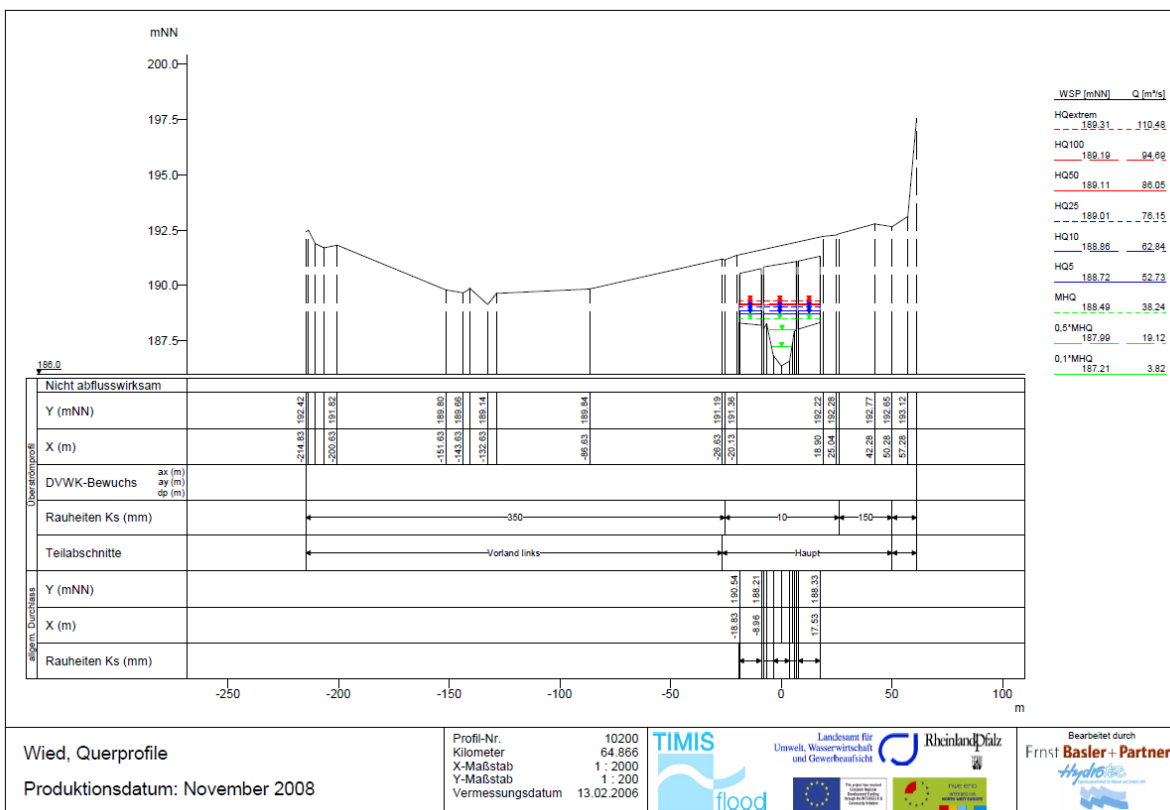 mNN
200.0
197.5
195.0
192.5
190.0
187.5
186.0
WSP [mNN] Q [m³/s]
HQextrem
189.31 110.48
HQ100
189.19 94.69
HQ50
189.11 86.05
HQ25
189.01 76.15
HQ10
188.86 62.84
HQ5
188.72 52.73
MHQ
188.49 38.24
0,5*MHQ
187.99 19.12
0,1*MHQ
187.21 3.82
Überströmprofil
Nicht abflusswirksam
Y (mNN) 192.42 191.82 189.80 189.66 189.14 189.84 191.19 191.36 192.22 192.28 192.77 192.65 193.12
X (m) -214.83 -200.63 -151.63 -143.63 -132.63 -86.63 -26.63 -20.13 18.90 25.04 42.28 50.28 57.28
DVWK-Bewuchs ax (m)
ay (m)
dp (m)
Rauheiten Ks (mm) 350 10 150
Teilabschnitte Vorland links Haupt
allgem. Durchlass
Y (mNN) 190.54 188.21 188.33
X (m) -18.83 -8.96 17.53
Rauheiten Ks (mm)
-250 -200 -150 -100 -50 0 50 100
m
Wied, Querprofile
Produktionsdatum: November 2008
Profil-Nr. 10200
Kilometer 64.866
X-Maßstab 1 : 2000
Y-Maßstab 1 : 200
Vermessungsdatum 13.02.2006
TIMIS
flood
Landesamt für
Umwelt, Wasserwirtschaft
und Gewerbeaufsicht
RheinlandPfalz
Bearbeitet durch
Ernst Basler + Partner
Hydro